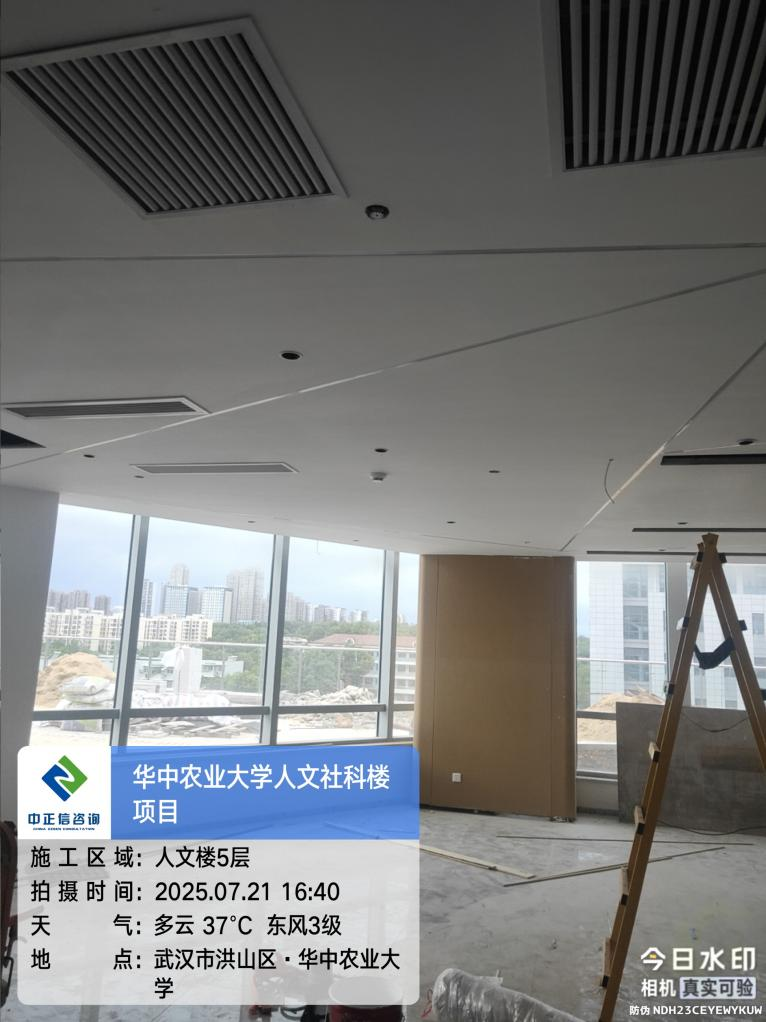 中正信咨询
CHINA ZENXN CONSULTATION
华中农业大学人文社科楼
项目
施工区域：人文楼5层
拍摄时间：2025.07.21 16:40
天气：多云 37°C 东风3级
地点：武汉市洪山区·华中农业大
学
今日水印
相机 真实可验
防伪 NDH23CEYEWYKUW